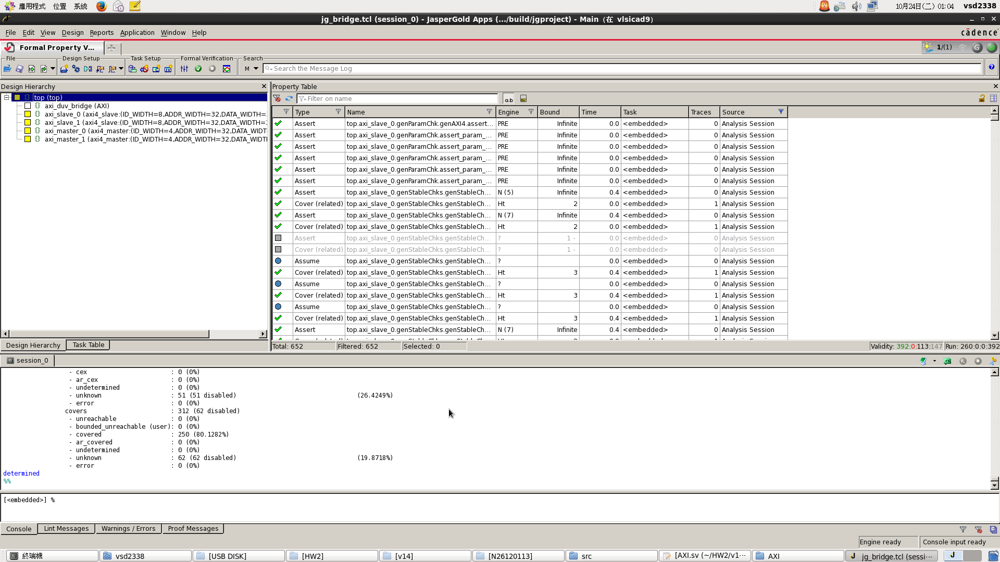 應用程式 位置 系統 10月24日(二) 01:04 vsd2338
jg_bridge.tcl (session_0) - JasperGold Apps (.../build/jgproject) - Main (在 vlsicad9)
File Edit View Design Reports Application Window Help cādence
Formal Property V... 1/(1)
File Design Setup Task Setup Formal Verification Search
M Search the Message Log
Design Hierarchy
top (top)
axi_duv_bridge (AXI)
axi_slave_0 (axi4_slave:(ID_WIDTH=8,ADDR_WIDTH=32,DATA_WIDTH=
axi_slave_1 (axi4_slave:(ID_WIDTH=8,ADDR_WIDTH=32,DATA_WIDTH=
axi_master_0 (axi4_master:(ID_WIDTH=4,ADDR_WIDTH=32,DATA_WIDT
axi_master_1 (axi4_master:(ID_WIDTH=4,ADDR_WIDTH=32,DATA_WIDT
Design Hierarchy Task Table
Property Table
Filter on name a.b
Type Name Engine Bound Time Task Traces Source
Assert top.axi_slave_0.genParamChk.genAXI4.assert... PRE Infinite 0.0 <embedded> 0 Analysis Session
Assert top.axi_slave_0.genParamChk.assert_param_... PRE Infinite 0.0 <embedded> 0 Analysis Session
Assert top.axi_slave_0.genParamChk.assert_param_... PRE Infinite 0.0 <embedded> 0 Analysis Session
Assert top.axi_slave_0.genParamChk.assert_param_... PRE Infinite 0.0 <embedded> 0 Analysis Session
Assert top.axi_slave_0.genParamChk.assert_param_... PRE Infinite 0.0 <embedded> 0 Analysis Session
Assert top.axi_slave_0.genParamChk.assert_param_... PRE Infinite 0.0 <embedded> 0 Analysis Session
Assert top.axi_slave_0.genStableChks.genStableCh... N (5) Infinite 0.4 <embedded> 0 Analysis Session
Cover (related) top.axi_slave_0.genStableChks.genStableCh... Ht 2 0.0 <embedded> 1 Analysis Session
Assert top.axi_slave_0.genStableChks.genStableCh... N (7) Infinite 0.4 <embedded> 0 Analysis Session
Cover (related) top.axi_slave_0.genStableChks.genStableCh... Ht 2 0.0 <embedded> 1 Analysis Session
Assert top.axi_slave_0.genStableChks.genStableCh... ? 1 - 0.0 <embedded> 0 Analysis Session
Cover (related) top.axi_slave_0.genStableChks.genStableCh... ? 1 - 0.0 <embedded> 0 Analysis Session
Assume top.axi_slave_0.genStableChks.genStableCh... ? 0.0 <embedded> 0 Analysis Session
Cover (related) top.axi_slave_0.genStableChks.genStableCh... Ht 3 0.4 <embedded> 1 Analysis Session
Assume top.axi_slave_0.genStableChks.genStableCh... ? 0.0 <embedded> 0 Analysis Session
Cover (related) top.axi_slave_0.genStableChks.genStableCh... Ht 3 0.4 <embedded> 1 Analysis Session
Assume top.axi_slave_0.genStableChks.genStableCh... ? 0.0 <embedded> 0 Analysis Session
Cover (related) top.axi_slave_0.genStableChks.genStableCh... Ht 3 0.4 <embedded> 1 Analysis Session
Assert top.axi_slave_0.genStableChks.genStableCh... N (7) Infinite 0.4 <embedded> 0 Analysis Session
Total: 652 Filtered: 652 Selected: 0 Validity: 392:0:113:147 Run: 260:0:0:392
session_0
- cex : 0 (0%)
- ar_cex : 0 (0%)
- undetermined : 0 (0%)
- unknown : 51 (51 disabled) (26.4249%)
- error : 0 (0%)
covers : 312 (62 disabled)
- unreachable : 0 (0%)
- bounded_unreachable (user): 0 (0%)
- covered : 250 (80.1282%)
- ar_covered : 0 (0%)
- undetermined : 0 (0%)
- unknown : 62 (62 disabled) (19.8718%)
- error : 0 (0%)
determined
%%
[<embedded>] %
Console Lint Messages Warnings / Errors Proof Messages
Engine ready Console input ready
終端機 vsd2338 [USB DISK] [HW2] [v14] [N26120113] src [AXI.sv (~/HW2/v1... AXI jg_bridge.tcl (sessi...